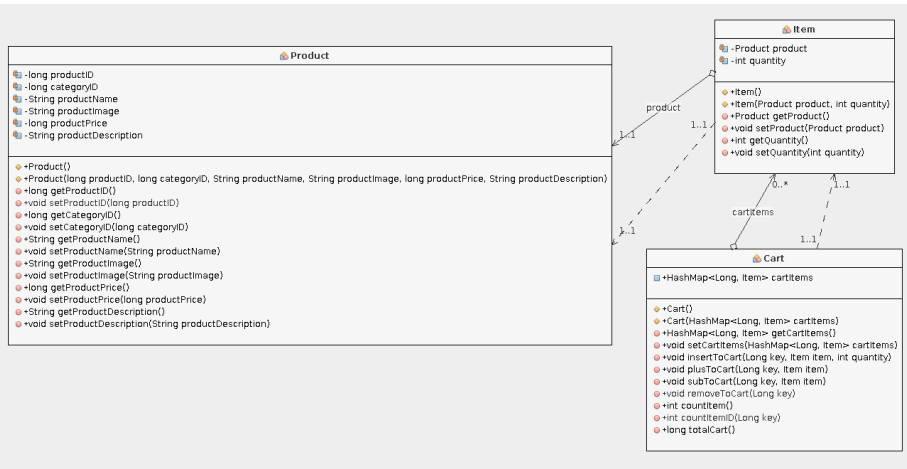 Product
-long productID
-long categoryID
-String productName
-String productImage
-long productPrice
-String productDescription
+Product()
+Product(long productID, long categoryID, String productName, String productImage, long productPrice, String productDescription)
+long getProductID()
+void setProductID(long productID)
+long getCategoryID()
+void setCategoryID(long categoryID)
+String getProductName()
+void setProductName(String productName)
+String getProductImage()
+void setProductImage(String productImage)
+long getProductPrice()
+void setProductPrice(long productPrice)
+String getProductDescription()
+void setProductDescription(String productDescription)
product
1..1
1..1
1..1
Item
-Product product
-int quantity
+Item()
+Item(Product product, int quantity)
+Product getProduct()
+void setProduct(Product product)
+int getQuantity()
+void setQuantity(int quantity)
0..*
1..1
cartItems
1..1
Cart
+HashMap<Long, Item> cartItems
+Cart()
+Cart(HashMap<Long, Item> cartItems)
+HashMap<Long, Item> getCartItems()
+void setCartItems(HashMap<Long, Item> cartItems)
+void insertToCart(Long key, Item item, int quantity)
+void plusToCart(Long key, Item item)
+void subToCart(Long key, Item item)
+void removeToCart(Long key)
+int countItem()
+int countItemID(Long key)
+long totalCart()